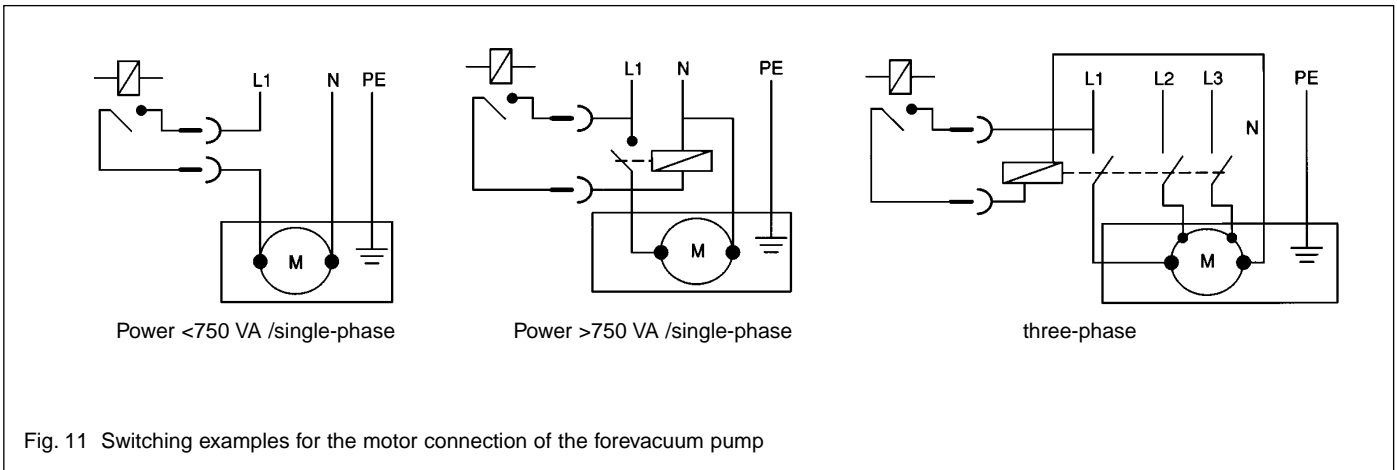 L1 N PE
M
Power <750 VA /single-phase
L1 N PE
M
Power >750 VA /single-phase
L1 L2 L3 PE
N
M
three-phase
Fig. 11 Switching examples for the motor connection of the forevacuum pump